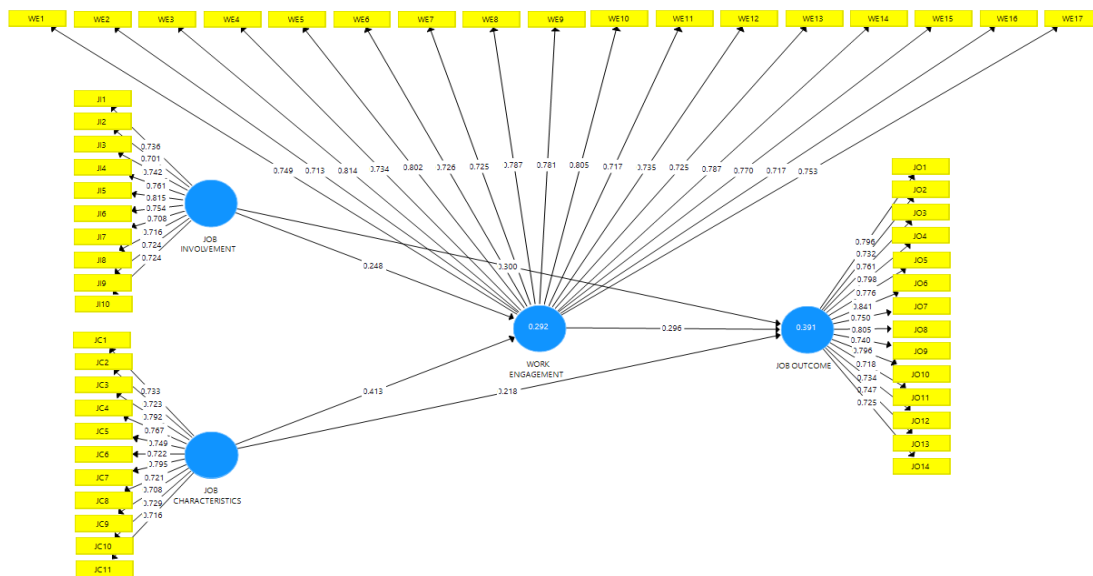 WE1 WE2 WE3 WE4 WE5 WE6 WE7 WE8 WE9 WE10 WE11 WE12 WE13 WE14 WE15 WE16 WE17
0.749 0.713 0.814 0.734 0.802 0.726 0.725 0.787 0.781 0.805 0.717 0.735 0.725 0.787 0.770 0.717 0.753
JI1
JI2
JI3
JI4
JI5
JI6
JI7
JI8
JI9
JI10
0.736
0.701
0.742
0.761
0.815
0.754
0.708
0.716
0.724
0.724
JOB
INVOLVEMENT
0.248
0.300
JC1
JC2
JC3
JC4
JC5
JC6
JC7
JC8
JC9
JC10
JC11
0.733
0.723
0.792
0.767
0.749
0.722
0.795
0.721
0.708
0.729
0.716
JOB
CHARACTERISTICS
0.413
0.218
0.292
WORK
ENGAGEMENT
0.296
0.391
JOB OUTCOME
0.796
0.732
0.761
0.798
0.776
0.841
0.750
0.805
0.740
0.796
0.718
0.734
0.747
0.725
JO1
JO2
JO3
JO4
JO5
JO6
JO7
JO8
JO9
JO10
JO11
JO12
JO13
JO14